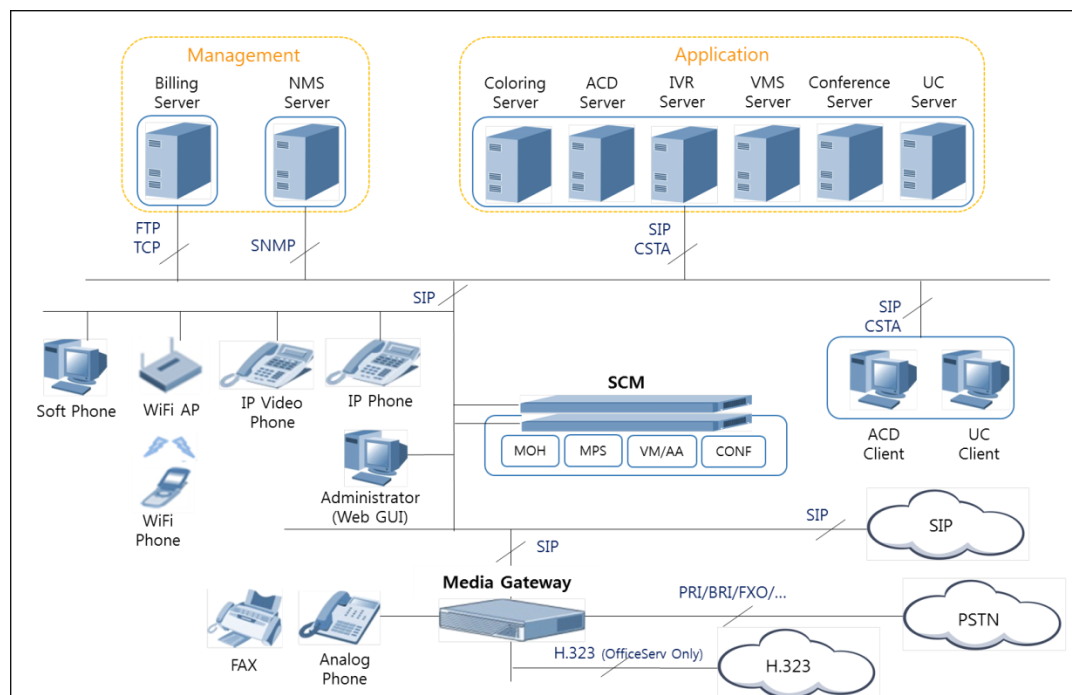 Management
Application
Billing
Server
NMS
Server
Coloring
Server
ACD
Server
IVR
Server
VMS
Server
Conference
Server
UC
Server
FTP
TCP
SNMP
SIP
CSTA
SIP
SIP
CSTA
Soft Phone
WiFi AP
IP Video
Phone
IP Phone
SCM
MOH
MPS
VM/AA
CONF
ACD
Client
UC
Client
WiFi
Phone
Administrator
(Web GUI)
SIP
SIP
SIP
Media Gateway
PRI/BRI/FXO/...
PSTN
FAX
Analog
Phone
H.323 (OfficeServ Only)
H.323